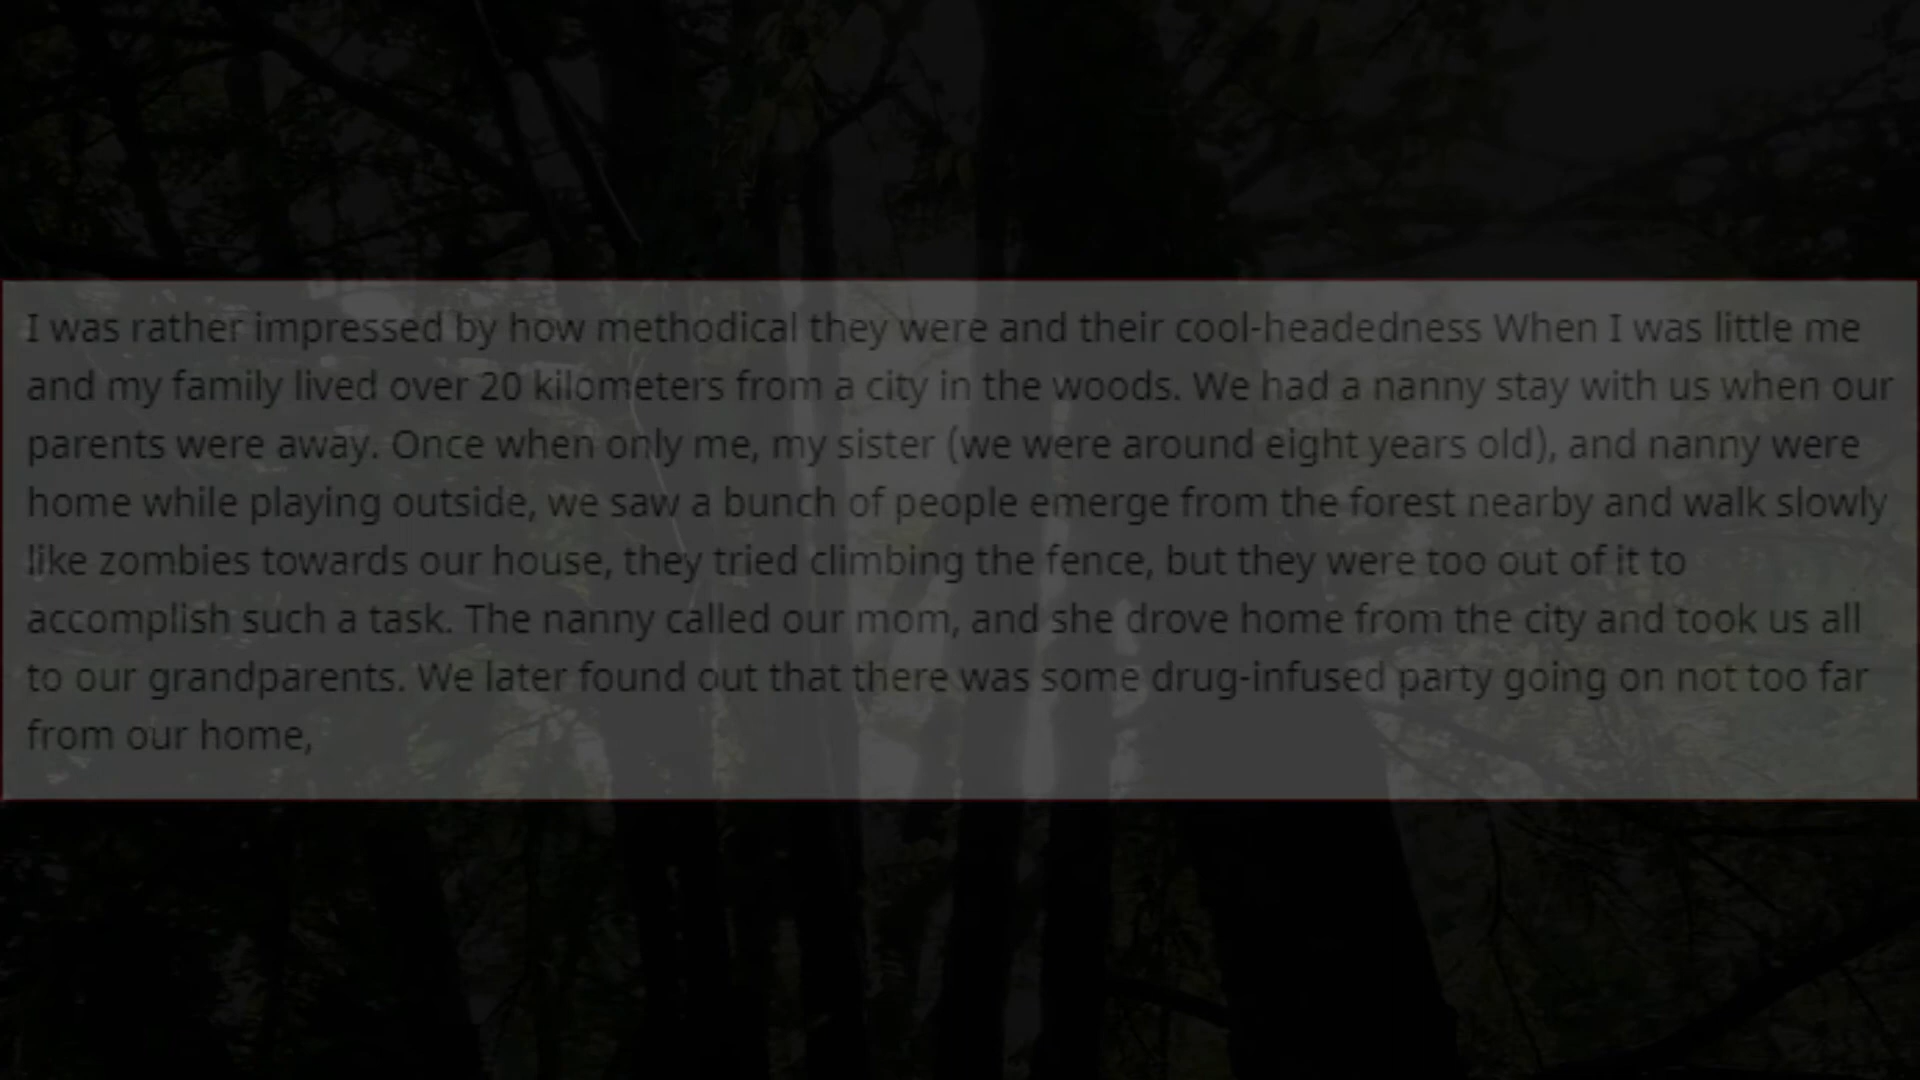 I was rather impressed by how methodical they were and their cool-headedness When I was little me
and my family lived over 20 kilometers from a city in the woods. We had a nanny stay with us when our
parents were away. Once when only me, my sister (we were around eight years old), and nanny were
home while playing outside, we saw a bunch of people emerge from the forest nearby and walk slowly
like zombies towards our house, they tried climbing the fence, but they were too out of it to
accomplish such a task. The nanny called our mom, and she drove home from the city and took us all
to our grandparents. We later found out that there was some drug-infused party going on not too far
from our home,